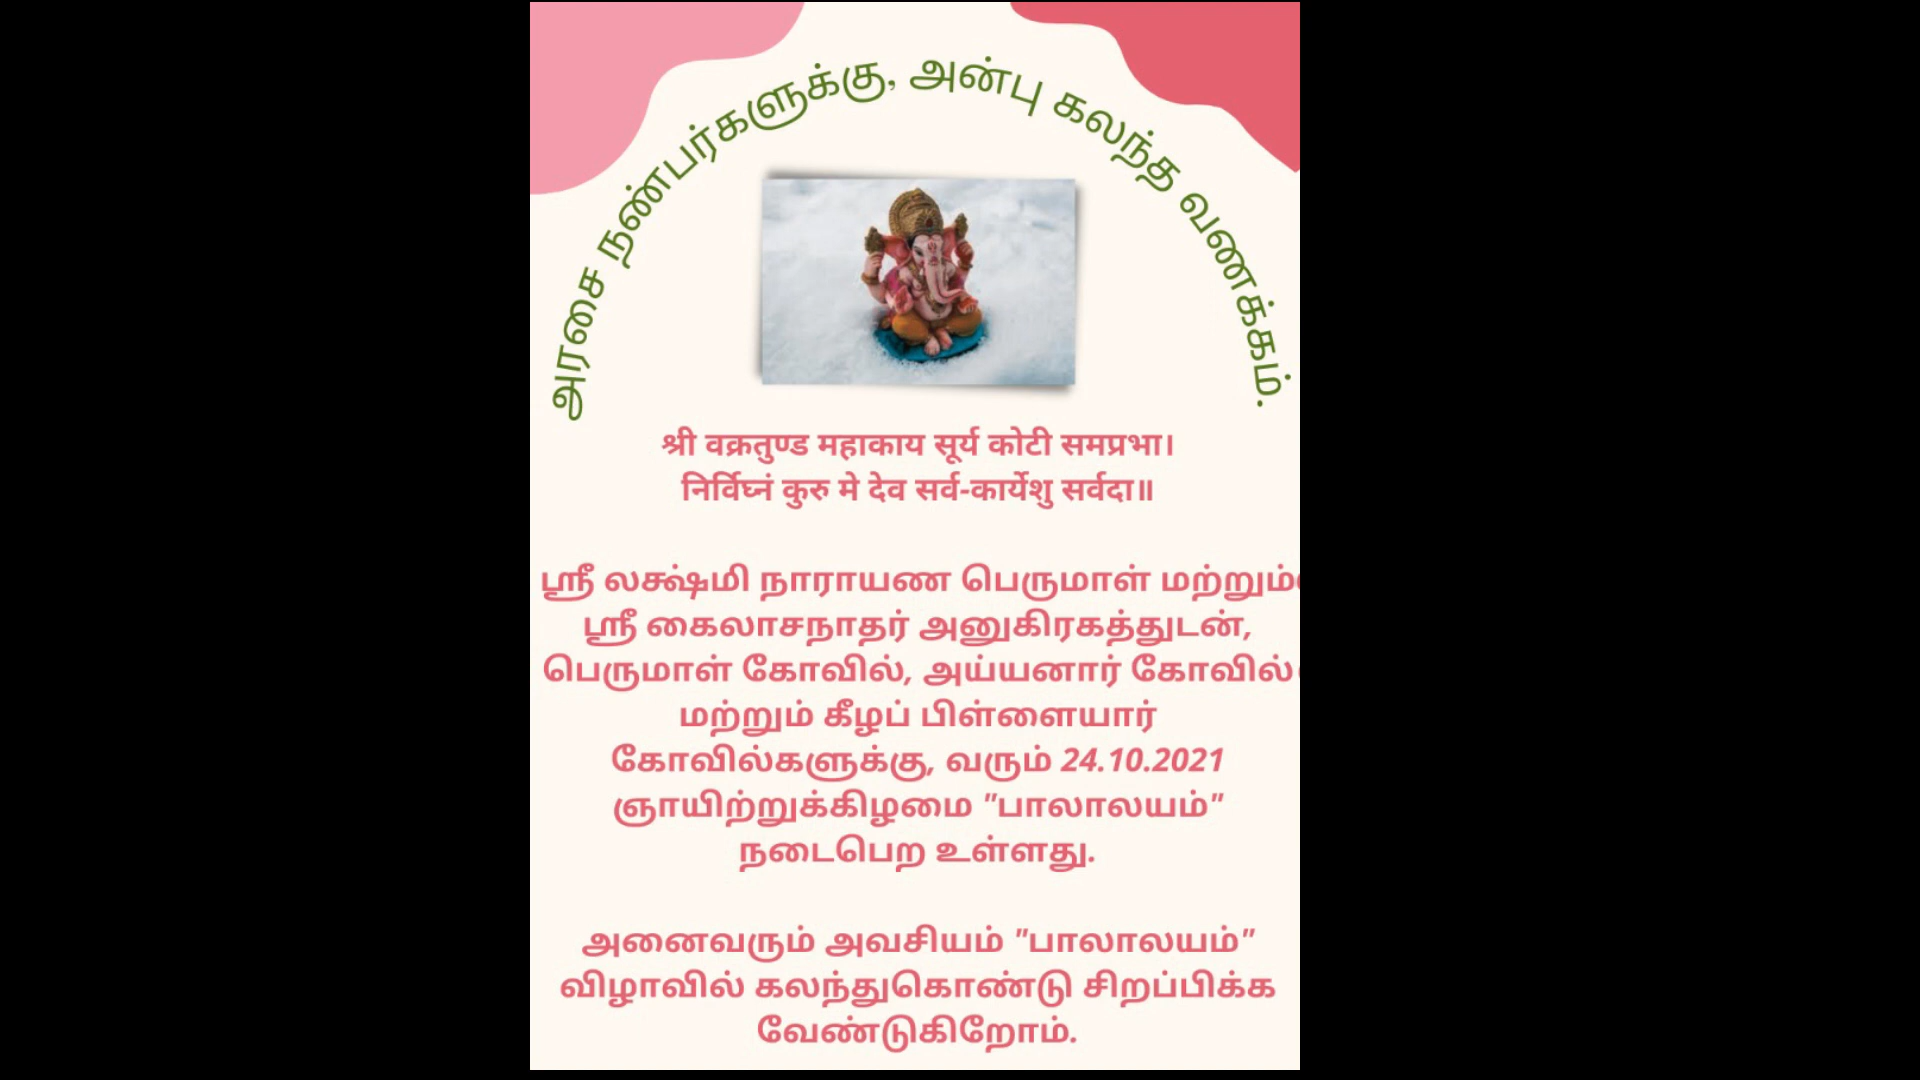 அரசை நண்பர்களுக்கு, அன்பு கலந்த வணக்கம்.
श्री वक्रतुण्ड महाकाय सूर्य कोटी समप्रभा।
निर्विघ्नं कुरु मे देव सर्व-कार्येशु सर्वदा॥
ஸ்ரீ லக்ஷ்மி நாராயண பெருமாள் மற்றும்
ஸ்ரீ கைலாசநாதர் அனுகிரகத்துடன்,
பெருமாள் கோவில், அய்யனார் கோவில்
மற்றும் கீழப் பிள்ளையார்
கோவில்களுக்கு, வரும் 24.10.2021
ஞாயிற்றுக்கிழமை "பாலாலயம்"
நடைபெற உள்ளது.
அனைவரும் அவசியம் "பாலாலயம்"
விழாவில் கலந்துகொண்டு சிறப்பிக்க
வேண்டுகிறோம்.